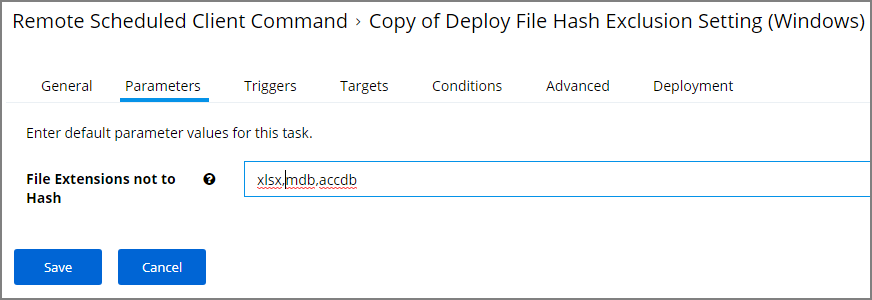 Remote Scheduled Client Command › Copy of Deploy File Hash Exclusion Setting (Windows)
General Parameters Triggers Targets Conditions Advanced Deployment
Enter default parameter values for this task.
File Extensions not to Hash ?
xlsx,mdb,accdb
Save Cancel